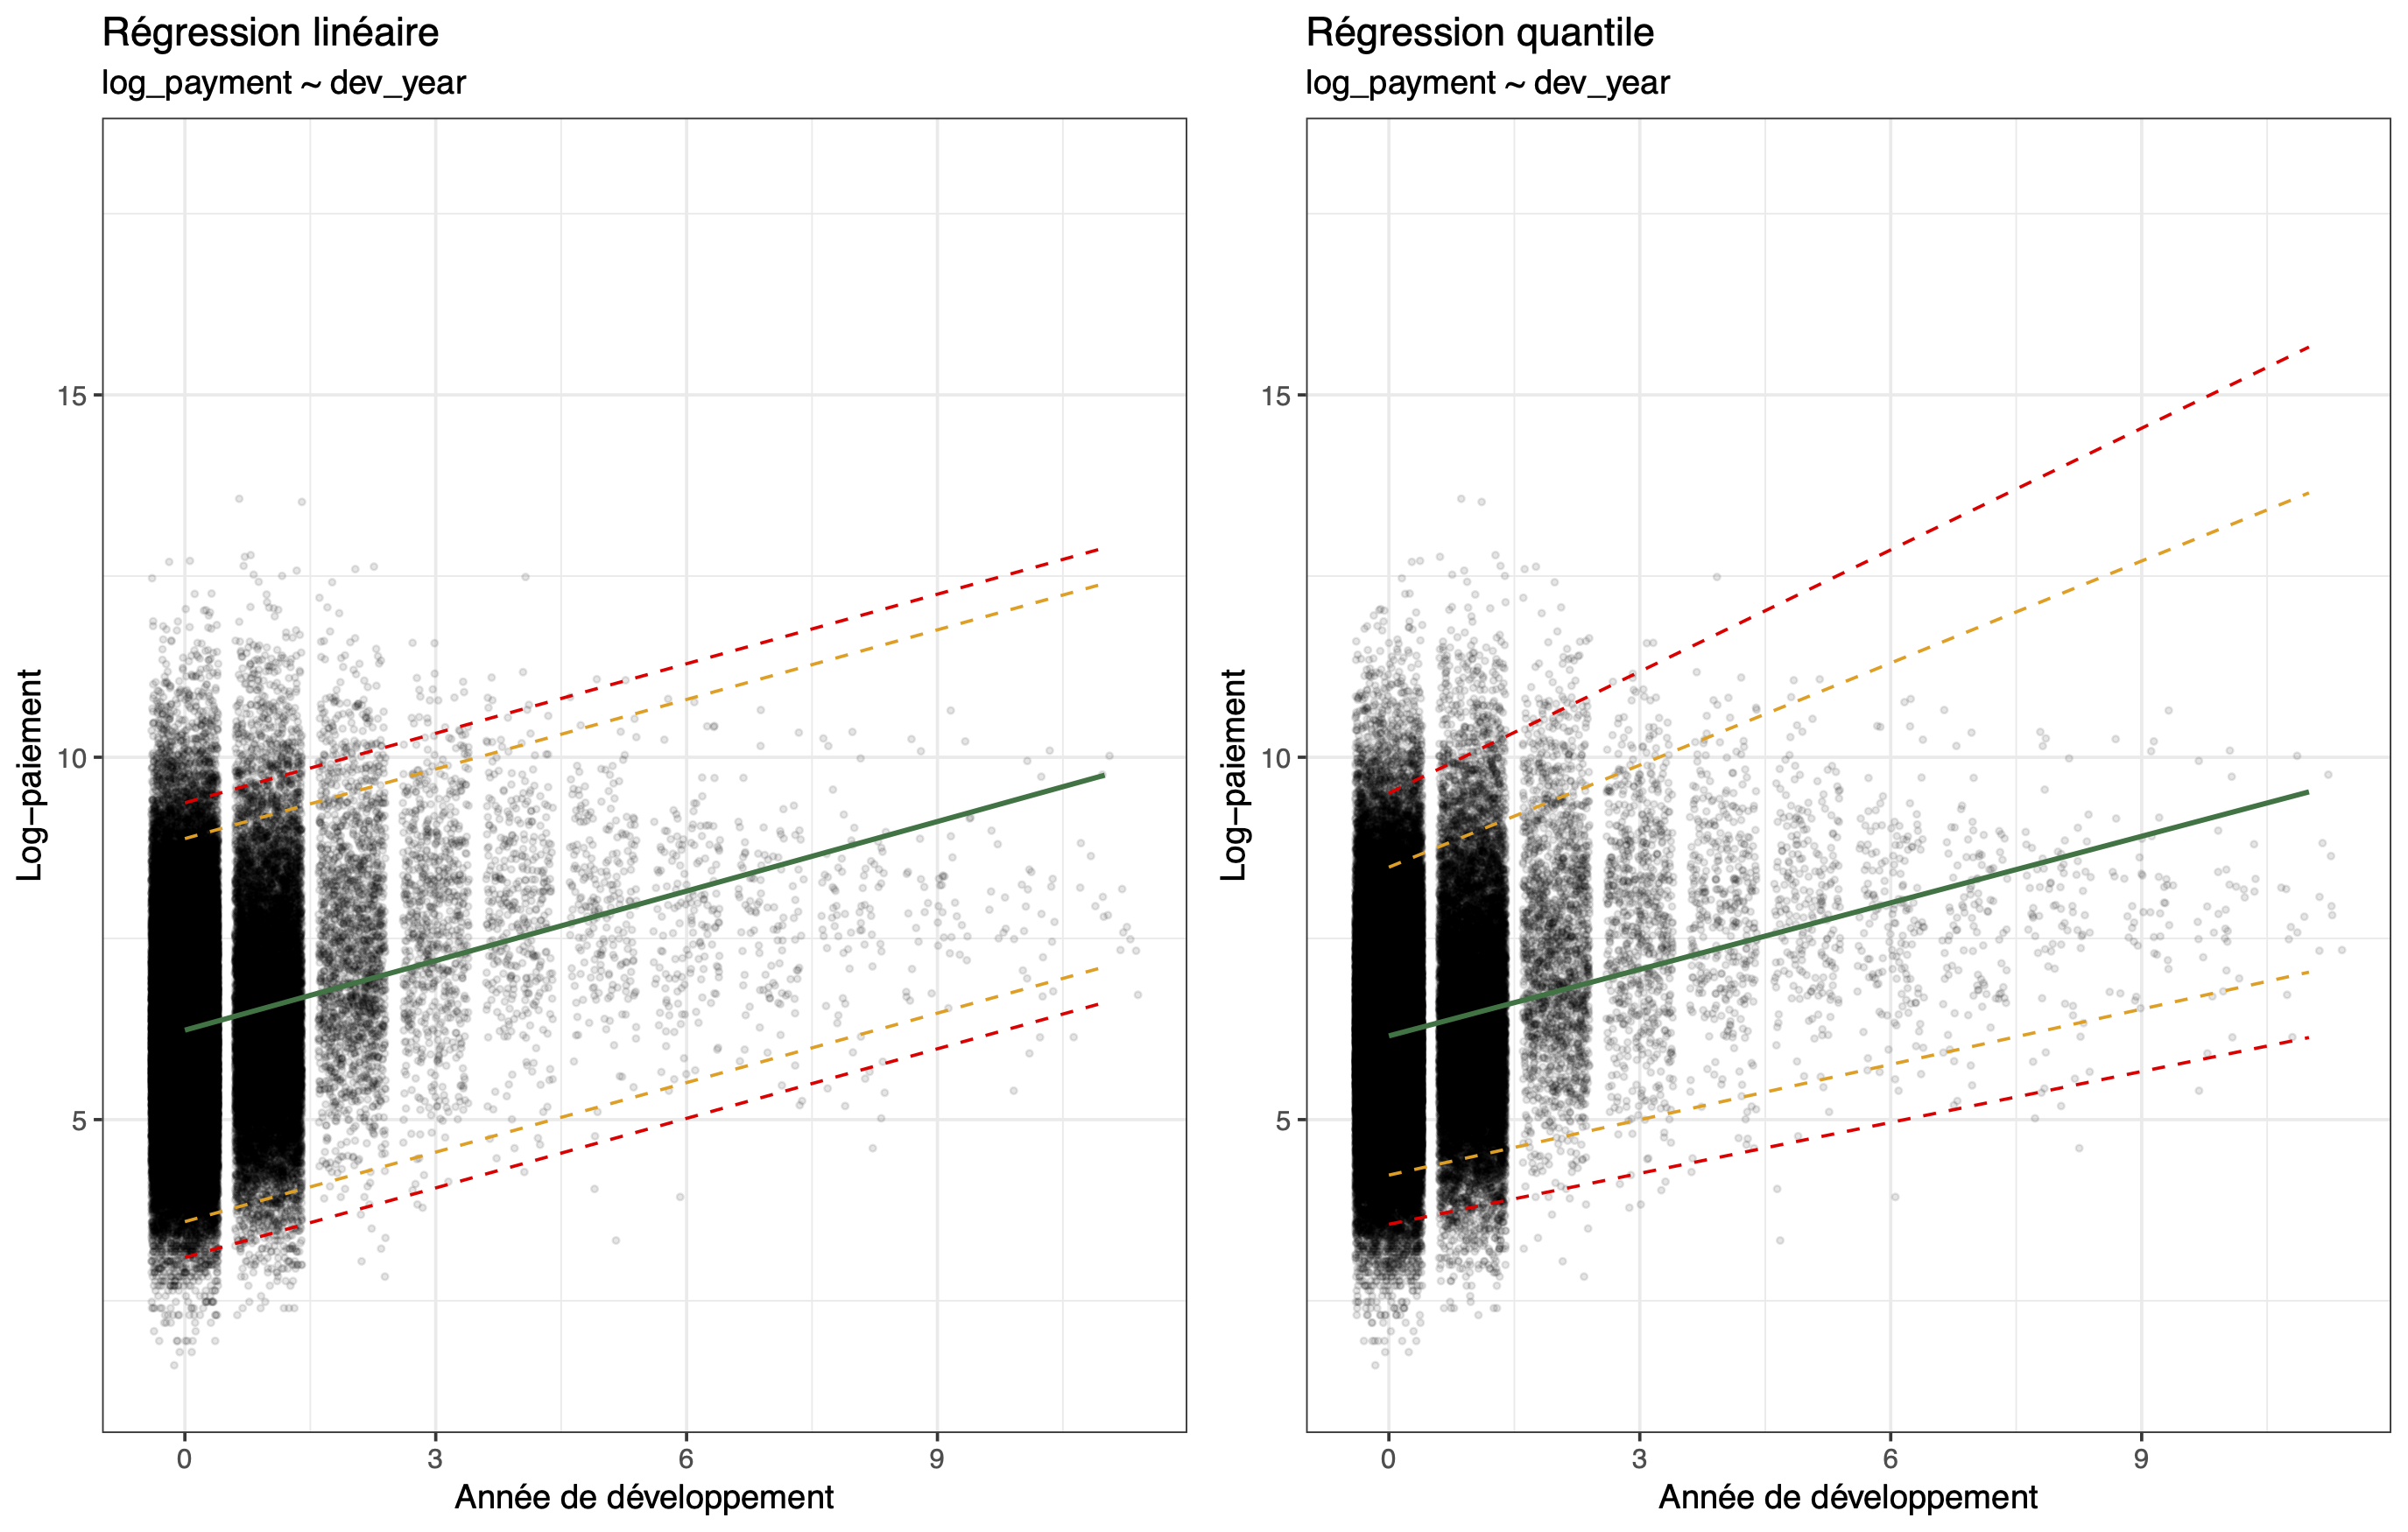 Régression linéaire
log_payment ~ dev_year
15
10
5
0
3
6
9
Log−paiement
Année de développement
Régression quantile
log_payment ~ dev_year
15
10
5
0
3
6
9
Log−paiement
Année de développement